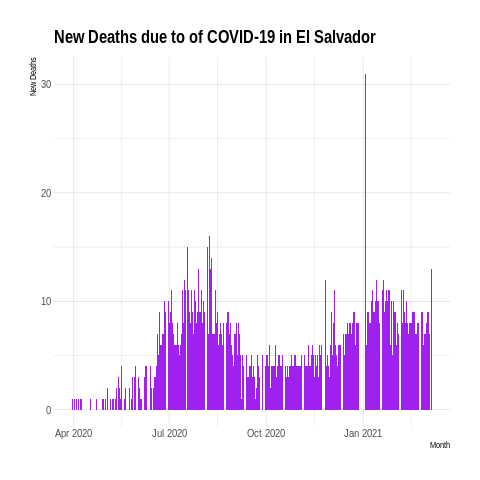 New Deaths due to of COVID-19 in El Salvador
New Deaths
30
20
10
0
Apr 2020 Jul 2020 Oct 2020 Jan 2021
Month